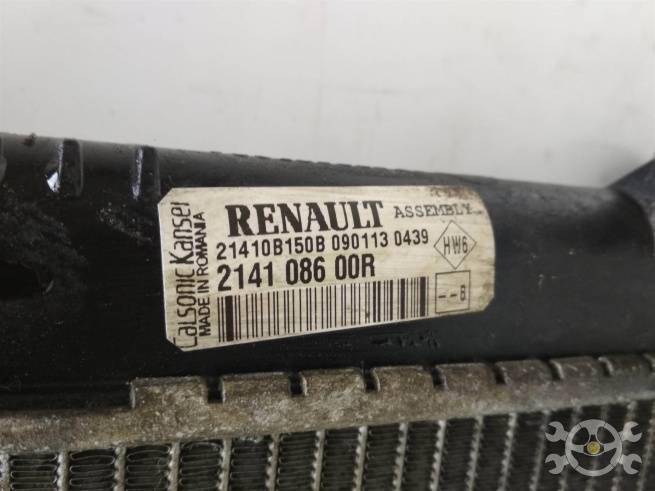 Calsonic Kansei
MADE IN ROMANIA
RENAULT ASSEMBLY
21410B150B 090113 0439
2141 086 00R
HW6
--B